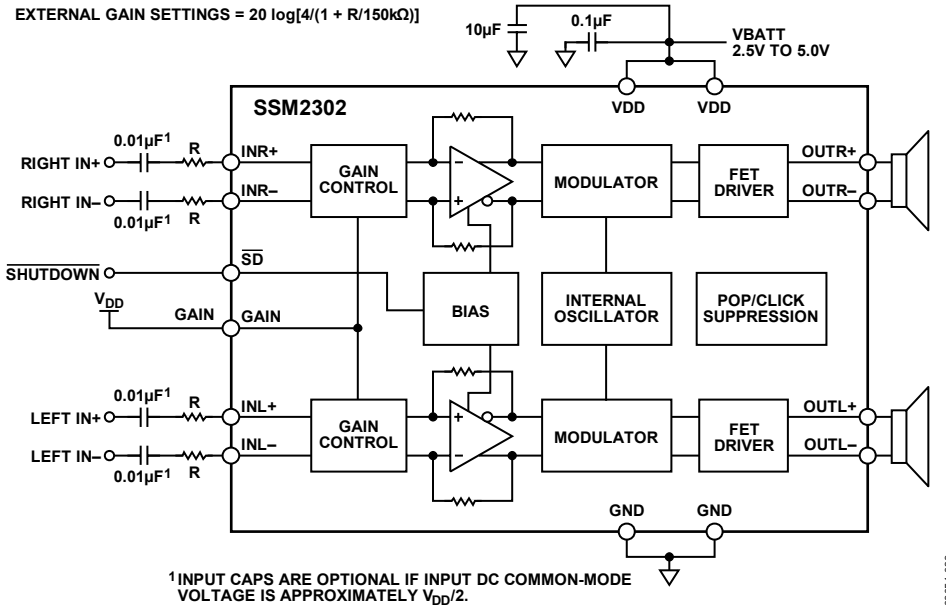 EXTERNAL GAIN SETTINGS = 20 log[4/(1 + R/150kΩ)]
10µF
0.1µF
VBATT
2.5V TO 5.0V
VDD
VDD
SSM2302
0.01µF1
R
INR+
RIGHT IN+
RIGHT IN–
0.01µF1
R
INR–
GAIN
CONTROL
–
+
MODULATOR
FET
DRIVER
OUTR+
OUTR–
SHUTDOWN
SD
VDD
GAIN
GAIN
BIAS
INTERNAL
OSCILLATOR
POP/CLICK
SUPPRESSION
0.01µF1
R
INL+
LEFT IN+
LEFT IN–
0.01µF1
R
INL–
GAIN
CONTROL
+
–
MODULATOR
FET
DRIVER
OUTL+
OUTL–
GND
GND
1 INPUT CAPS ARE OPTIONAL IF INPUT DC COMMON-MODE
VOLTAGE IS APPROXIMATELY VDD/2.